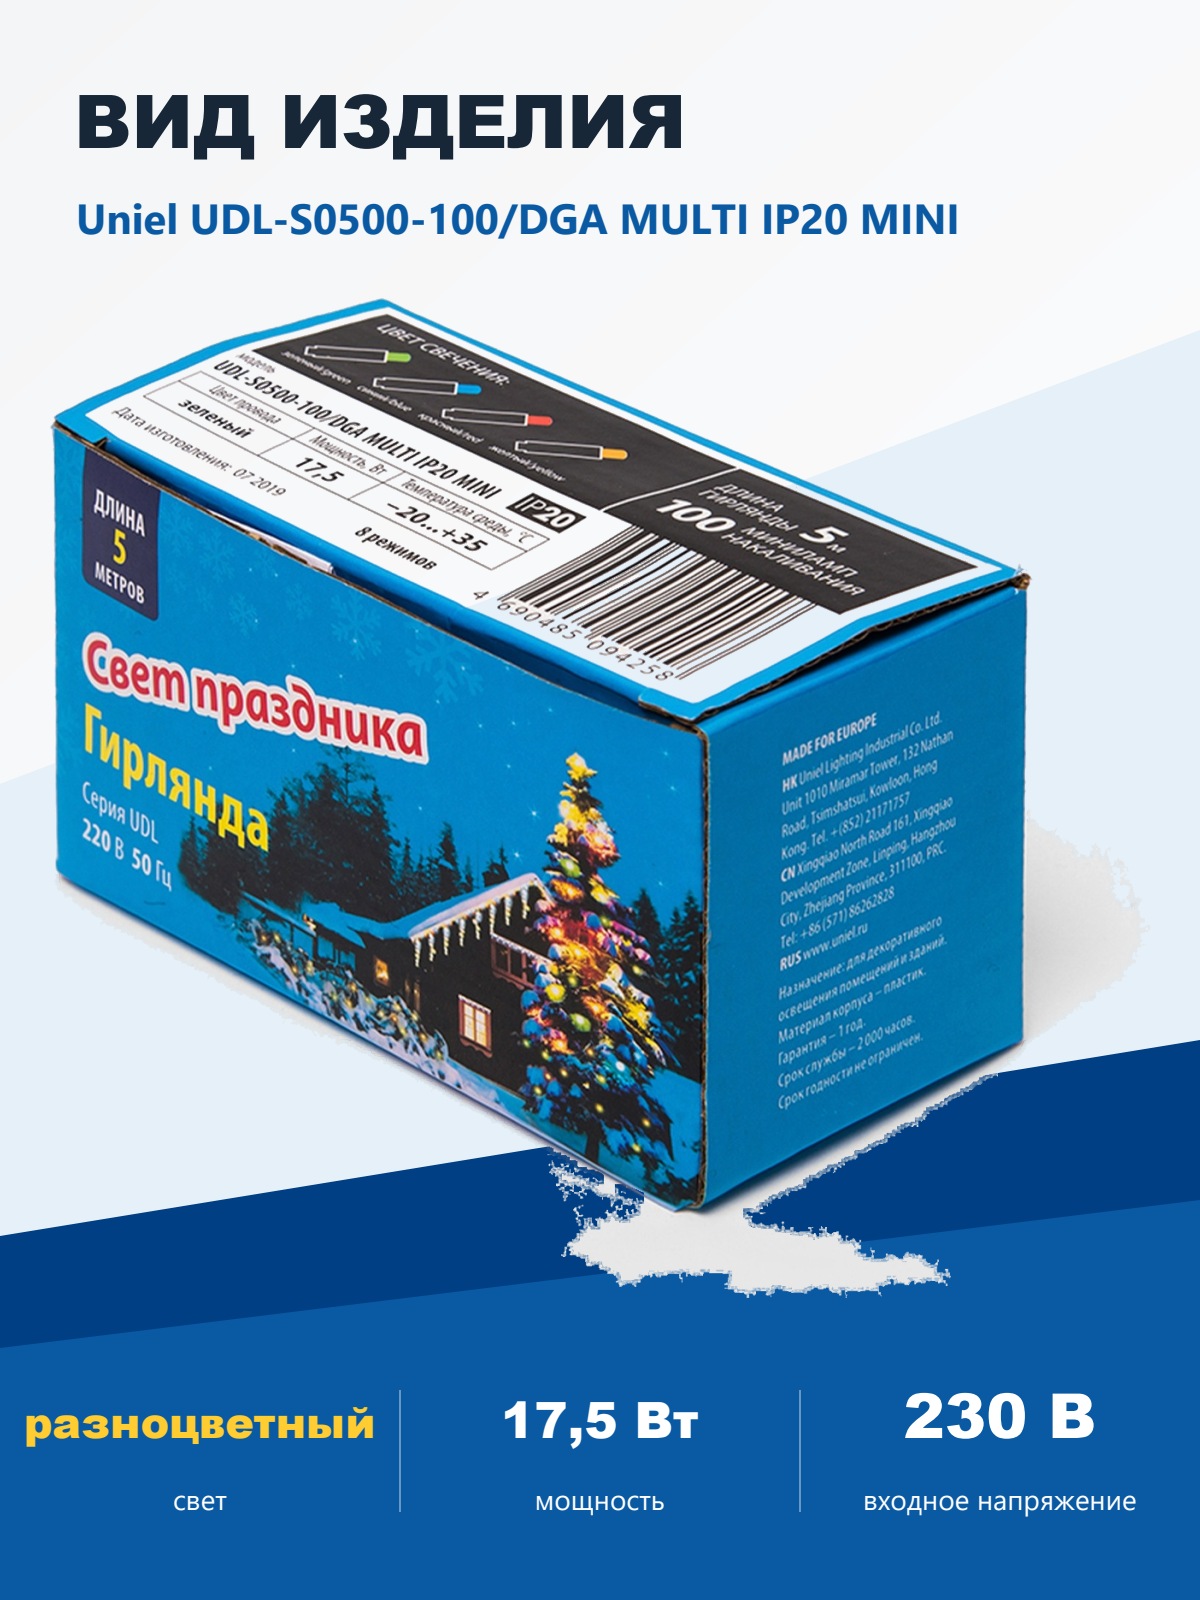 ВИД ИЗДЕЛИЯ
Uniel UDL-S0500-100/DGA MULTI IP20 MINI
ЦВЕТ СВЕЧЕНИЯ:
зеленый/green
синий/blue
красный/red
желтый/yellow
модель
UDL-S0500-100/DGA MULTI IP20 MINI
IP20
Цвет провода
Мощность, Вт
Температура среды, °C
зеленый
17,5
−20...+35
Дата изготовления: 07 2019
8 режимов
ДЛИНА
ГИРЛЯНДЫ 5 м
100 МИНИЛАМП
НАКАЛИВАНИЯ
4 690485 094258
ДЛИНА
5
МЕТРОВ
Свет праздника
Гирлянда
Серия UDL
220 В 50 Гц
MADE FOR EUROPE
HK Uniel Lighting Industrial Co. Ltd.
Unit 1010 Miramar Tower, 132 Nathan
Road, Tsimshatsui, Kowloon, Hong
Kong. Tel. +(852) 21171757
CN Xingqiao North Road 161, Xingqiao
Development Zone, Linping, Hangzhou
City, Zhejiang Province, 311100, PRC.
Tel: +86 (571) 86262828
RUS www.uniel.ru
Назначение: для декоративного
освещения помещений и зданий.
Материал корпуса – пластик.
Гарантия – 1 год.
Срок службы – 2 000 часов.
Срок годности не ограничен.
разноцветный
свет
17,5 Вт
мощность
230 В
входное напряжение